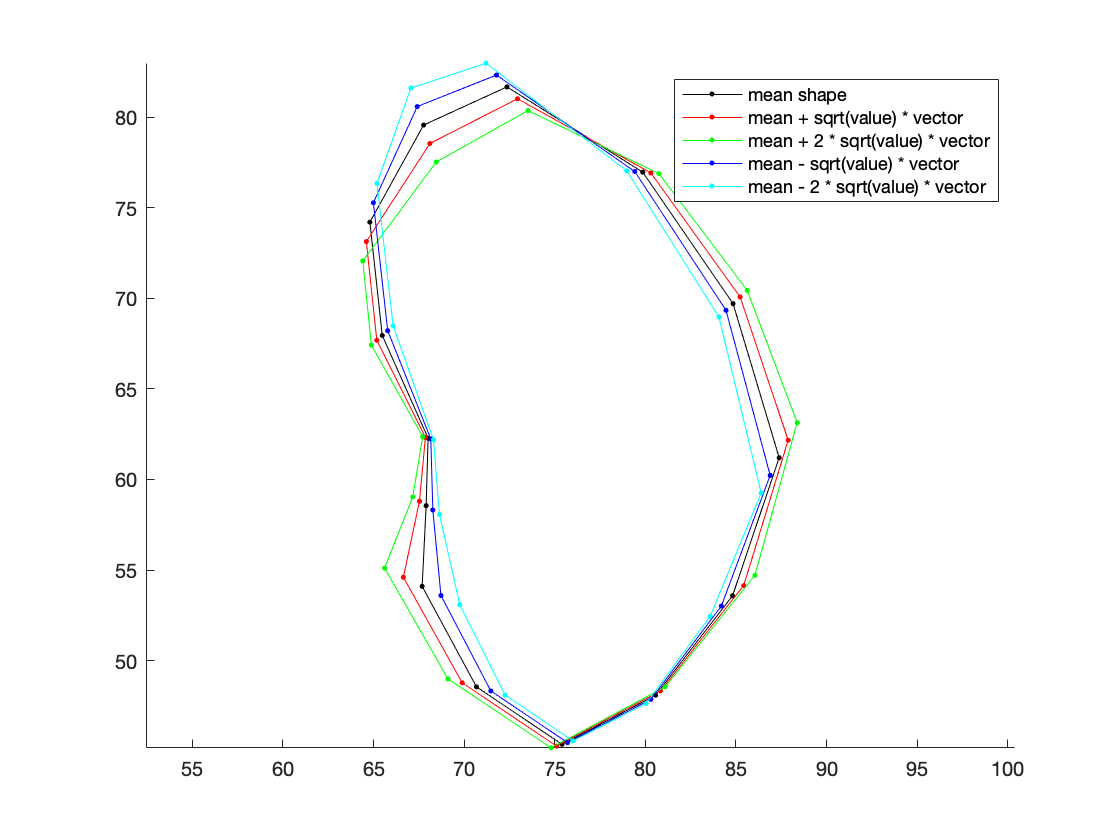 mean shape
mean + sqrt(value) * vector
mean + 2 * sqrt(value) * vector
mean - sqrt(value) * vector
mean - 2 * sqrt(value) * vector
80
75
70
65
60
55
50
55 60 65 70 75 80 85 90 95 100